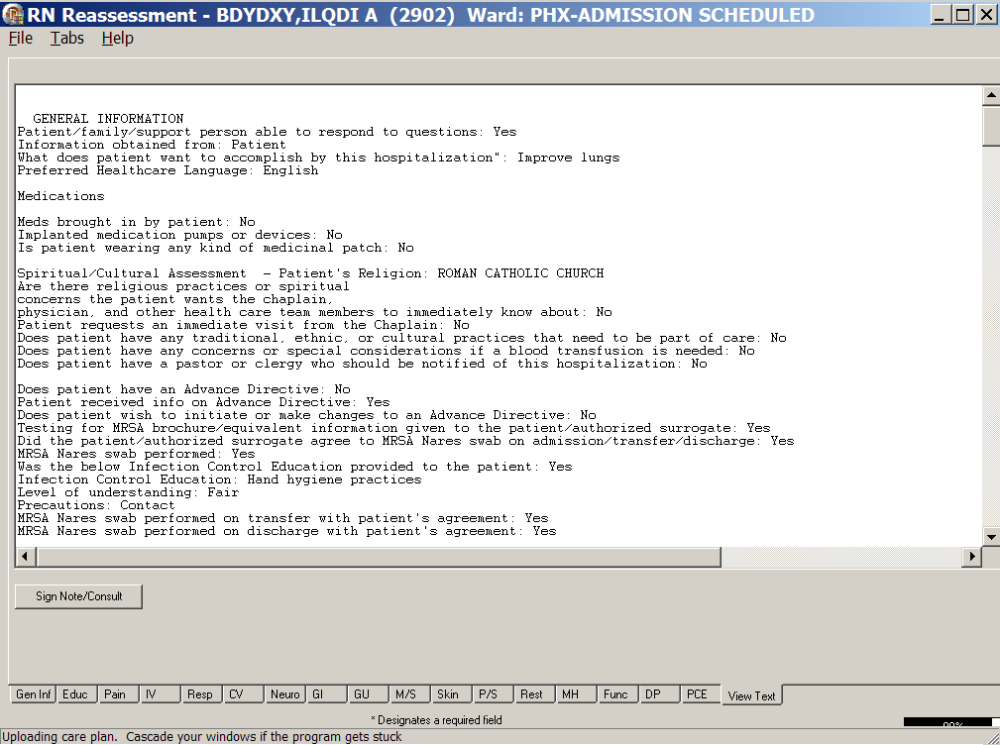 RN Reassessment - BDYDXY,ILQDI A (2902) Ward: PHX-ADMISSION SCHEDULED
File Tabs Help
GENERAL INFORMATION
Patient/family/support person able to respond to questions: Yes
Information obtained from: Patient
What does patient want to accomplish by this hospitalization": Improve lungs
Preferred Healthcare Language: English
Medications
Meds brought in by patient: No
Implanted medication pumps or devices: No
Is patient wearing any kind of medicinal patch: No
Spiritual/Cultural Assessment - Patient's Religion: ROMAN CATHOLIC CHURCH
Are there religious practices or spiritual
concerns the patient wants the chaplain,
physician, and other health care team members to immediately know about: No
Patient requests an immediate visit from the Chaplain: No
Does patient have any traditional, ethnic, or cultural practices that need to be part of care: No
Does patient have any concerns or special considerations if a blood transfusion is needed: No
Does patient have a pastor or clergy who should be notified of this hospitalization: No
Does patient have an Advance Directive: No
Patient received info on Advance Directive: Yes
Does patient wish to initiate or make changes to an Advance Directive: No
Testing for MRSA brochure/equivalent information given to the patient/authorized surrogate: Yes
Did the patient/authorized surrogate agree to MRSA Nares swab on admission/transfer/discharge: Yes
MRSA Nares swab performed: Yes
Was the below Infection Control Education provided to the patient: Yes
Infection Control Education: Hand hygiene practices
Level of understanding: Fair
Precautions: Contact
MRSA Nares swab performed on transfer with patient's agreement: Yes
MRSA Nares swab performed on discharge with patient's agreement: Yes
Sign Note/Consult
Gen Inf Educ Pain IV Resp CV Neuro GI GU M/S Skin P/S Rest MH Func DP PCE View Text
* Designates a required field
Uploading care plan. Cascade your windows if the program gets stuck